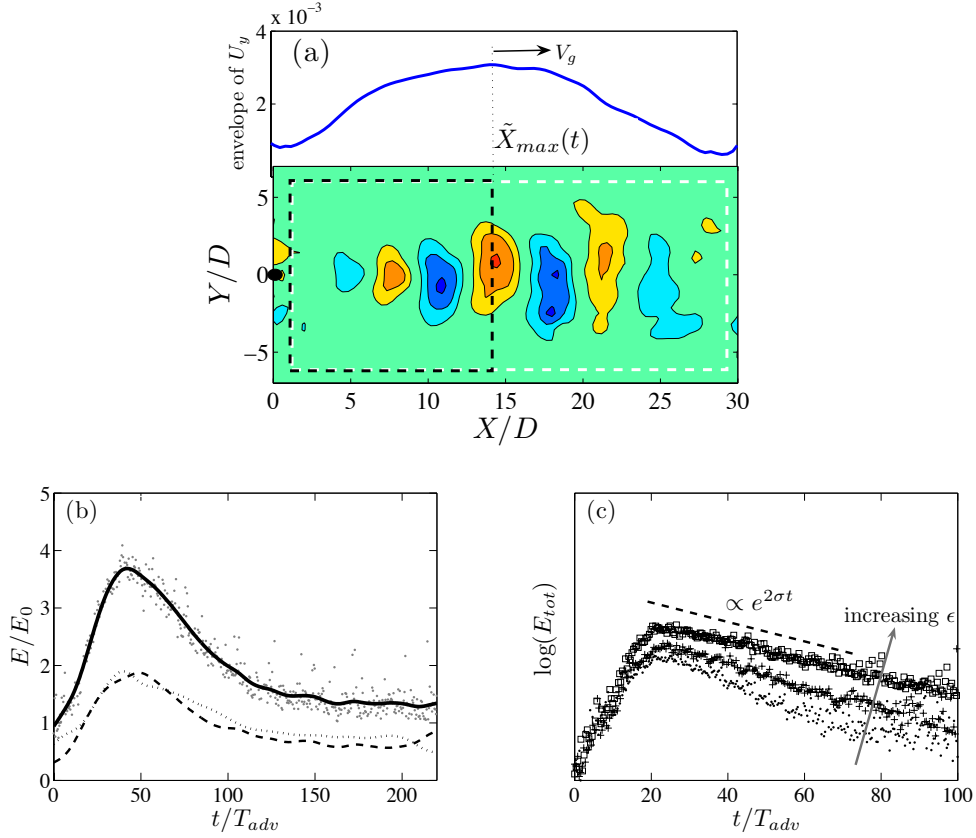 x 10⁻³
4
(a)
V_g
envelope of U_y
2
X̃_max(t)
5
Y/D
0
−5
0 5 10 15 20 25 30
X/D
5
(b)
4
3
E/E_0
2
1
0
0 50 100 150 200
t/T_adv
(c)
∝ e^{2σt}
increasing ϵ
log(E_tot)
0 20 40 60 80 100
t/T_adv